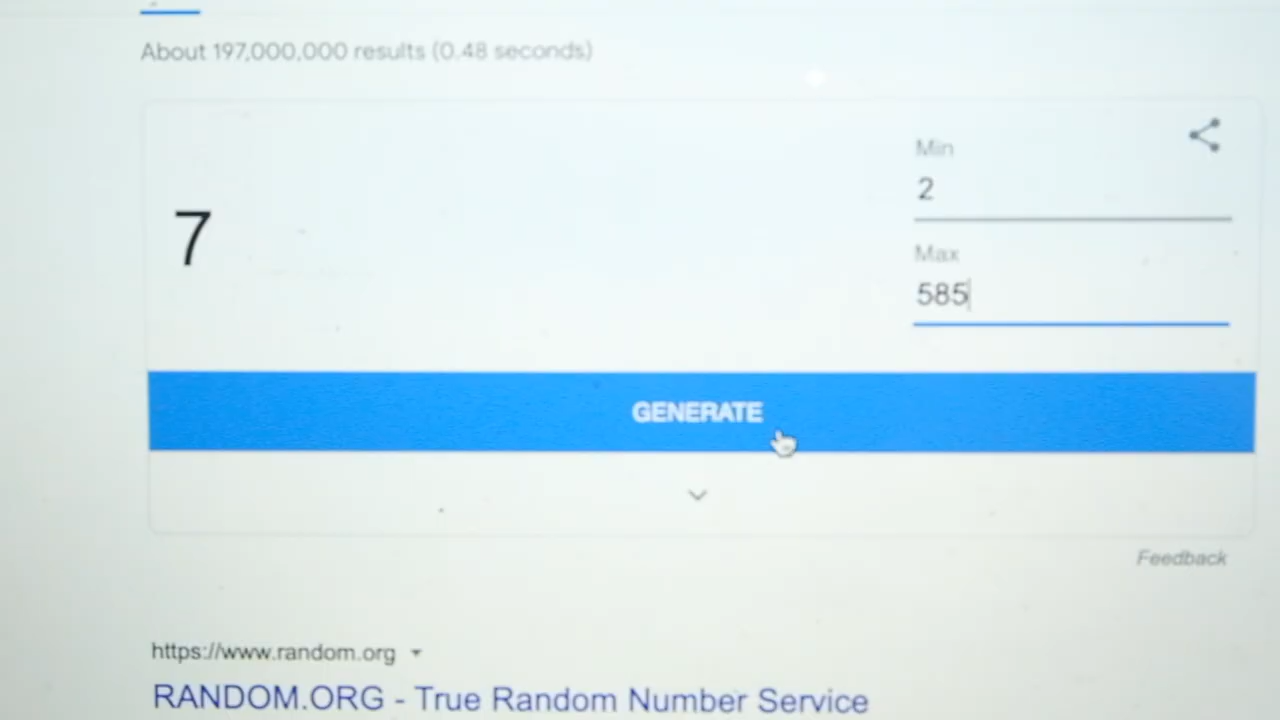 About 197,000,000 results (0.48 seconds)
Min
2
7
Max
585
GENERATE
Feedback
https://www.random.org
RANDOM.ORG - True Random Number Service